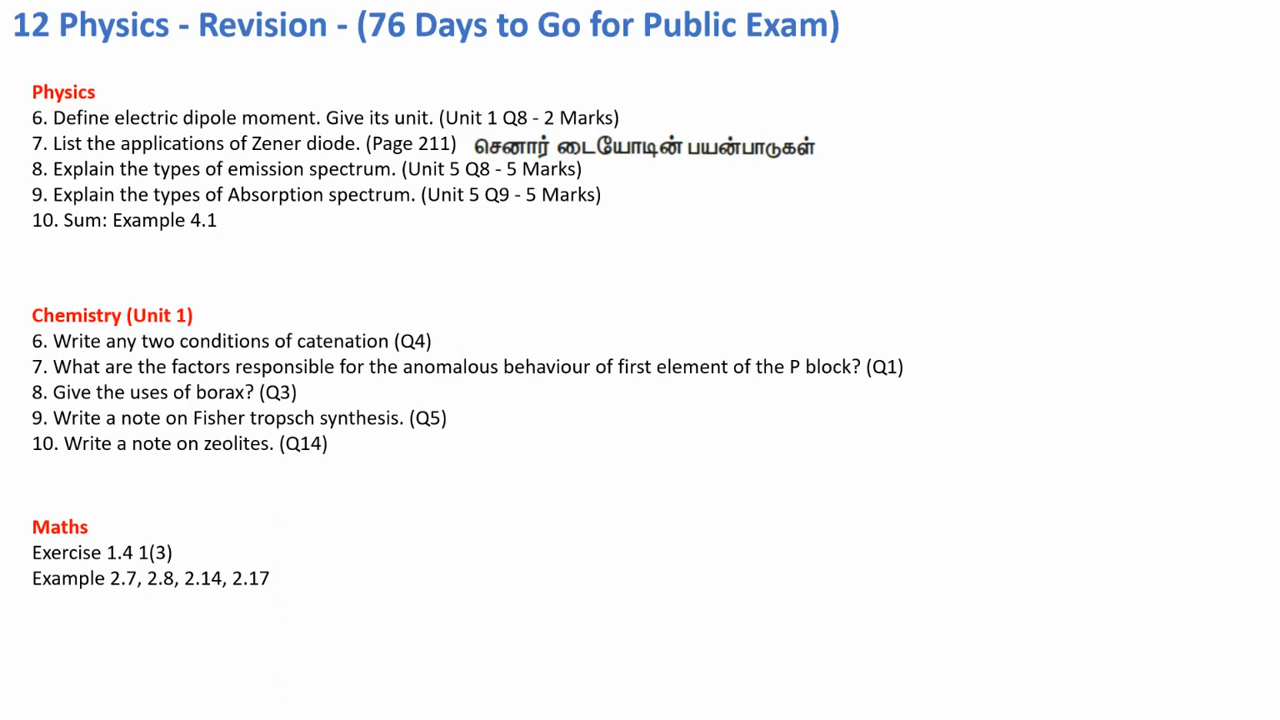 12 Physics - Revision - (76 Days to Go for Public Exam)
Physics
6. Define electric dipole moment. Give its unit. (Unit 1 Q8 - 2 Marks)
7. List the applications of Zener diode. (Page 211) செனார் டையோடின் பயன்பாடுகள்
8. Explain the types of emission spectrum. (Unit 5 Q8 - 5 Marks)
9. Explain the types of Absorption spectrum. (Unit 5 Q9 - 5 Marks)
10. Sum: Example 4.1
Chemistry (Unit 1)
6. Write any two conditions of catenation (Q4)
7. What are the factors responsible for the anomalous behaviour of first element of the P block? (Q1)
8. Give the uses of borax? (Q3)
9. Write a note on Fisher tropsch synthesis. (Q5)
10. Write a note on zeolites. (Q14)
Maths
Exercise 1.4 1(3)
Example 2.7, 2.8, 2.14, 2.17